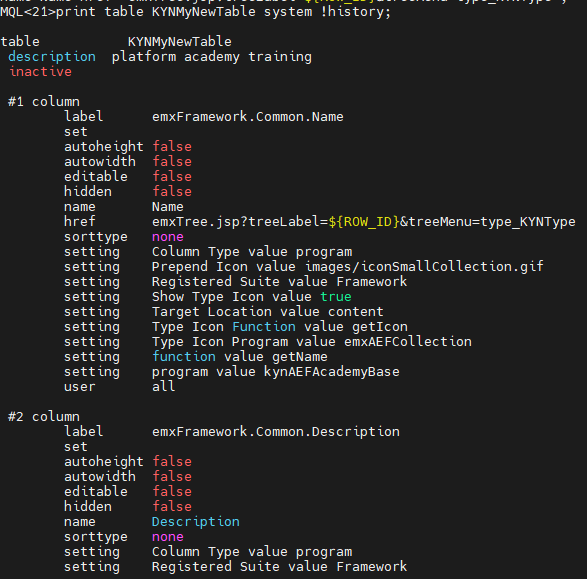 MQL<21>print table KYNMyNewTable system !history;
table KYNMyNewTable
description platform academy training
inactive
#1 column
label emxFramework.Common.Name
set
autoheight false
autowidth false
editable false
hidden false
name Name
href emxTree.jsp?treeLabel=${ROW_ID}&treeMenu=type_KYNType
sorttype none
setting Column Type value program
setting Prepend Icon value images/iconSmallCollection.gif
setting Registered Suite value Framework
setting Show Type Icon value true
setting Target Location value content
setting Type Icon Function value getIcon
setting Type Icon Program value emxAEFCollection
setting function value getName
setting program value kynAEFAcademyBase
user all
#2 column
label emxFramework.Common.Description
set
autoheight false
autowidth false
editable false
hidden false
name Description
sorttype none
setting Column Type value program
setting Registered Suite value Framework